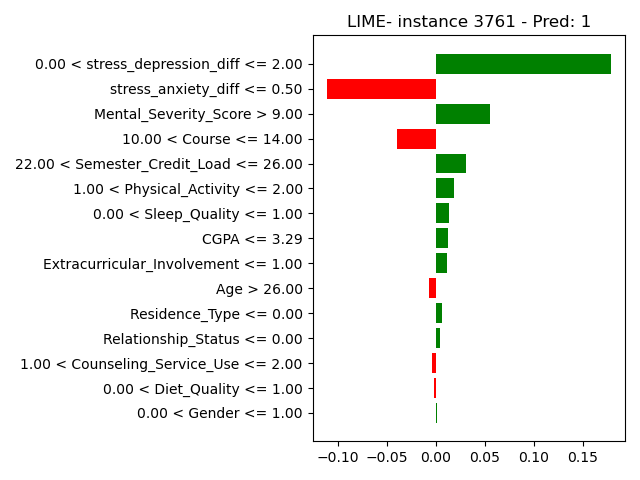 LIME- instance 3761 - Pred: 1
0.00 < stress_depression_diff <= 2.00
stress_anxiety_diff <= 0.50
Mental_Severity_Score > 9.00
10.00 < Course <= 14.00
22.00 < Semester_Credit_Load <= 26.00
1.00 < Physical_Activity <= 2.00
0.00 < Sleep_Quality <= 1.00
CGPA <= 3.29
Extracurricular_Involvement <= 1.00
Age > 26.00
Residence_Type <= 0.00
Relationship_Status <= 0.00
1.00 < Counseling_Service_Use <= 2.00
0.00 < Diet_Quality <= 1.00
0.00 < Gender <= 1.00
−0.10 −0.05 0.00 0.05 0.10 0.15